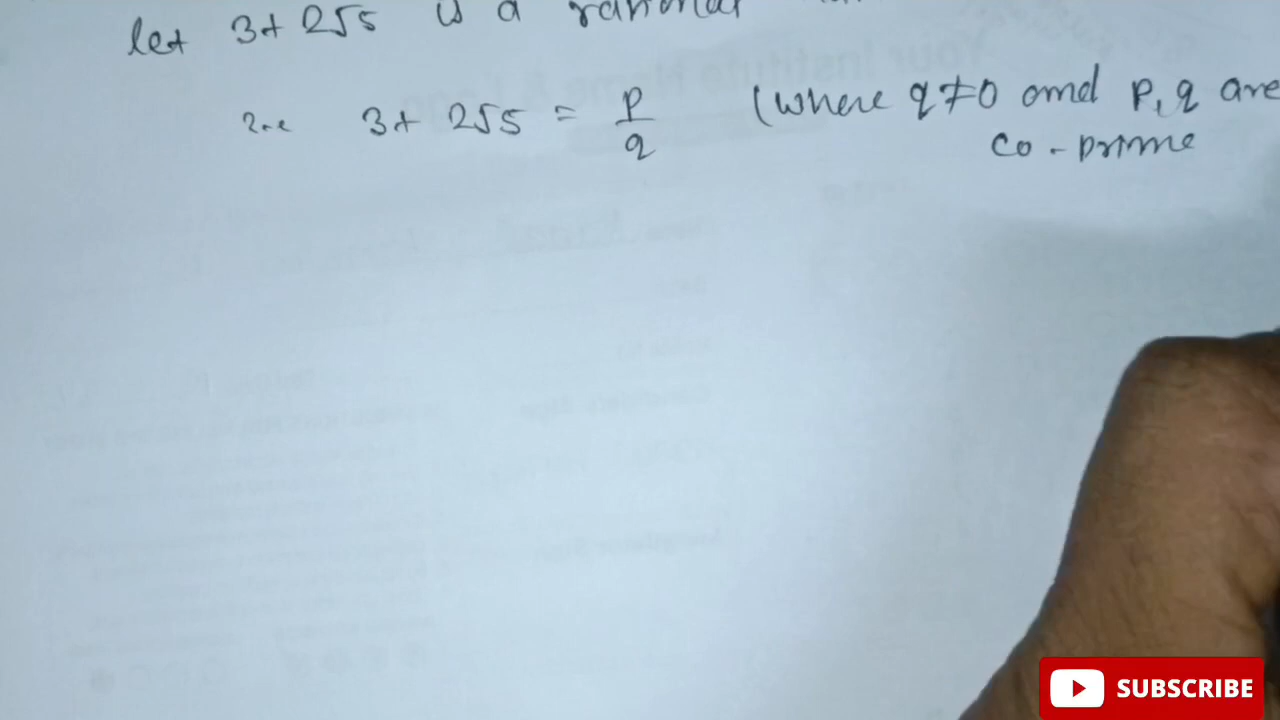 let 3+ 2√5 is a rational
i.e 3+ 2√5 = p/q (where q≠0 and p, q are
co - prime
SUBSCRIBE